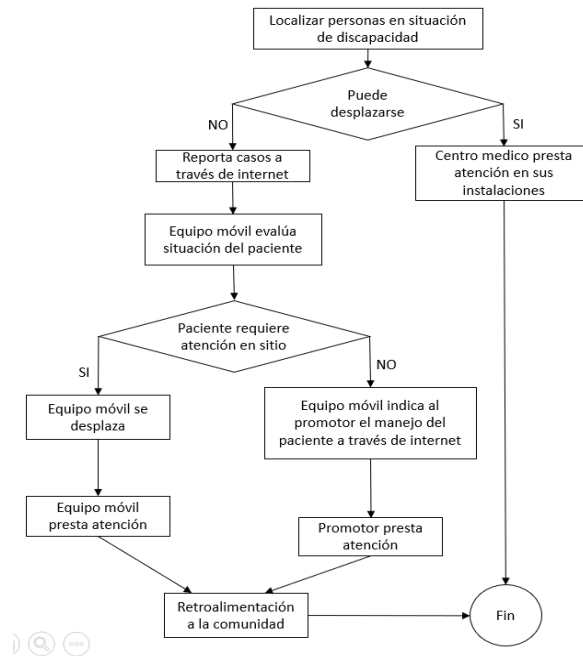 Localizar personas en situación
de discapacidad
Puede
desplazarse
NO
SI
Reporta casos a
través de internet
Centro medico presta
atención en sus
instalaciones
Equipo móvil evalúa
situación del paciente
Paciente requiere
atención en sitio
SI
NO
Equipo móvil se
desplaza
Equipo móvil indica al
promotor el manejo del
paciente a través de internet
Equipo móvil
presta atención
Promotor presta
atención
Retroalimentación
a la comunidad
Fin